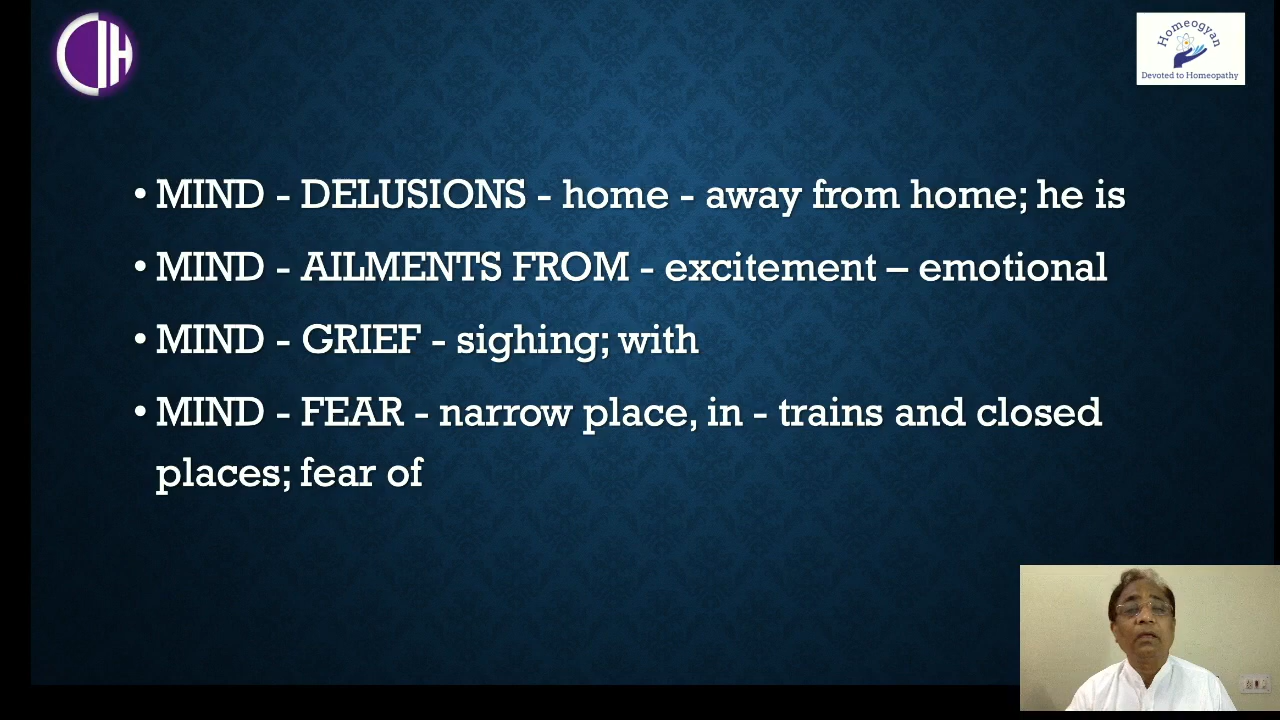 Homeogyan
Devoted to Homeopathy
• MIND - DELUSIONS - home - away from home; he is
• MIND - AILMENTS FROM - excitement – emotional
• MIND - GRIEF - sighing; with
• MIND - FEAR - narrow place, in - trains and closed
places; fear of